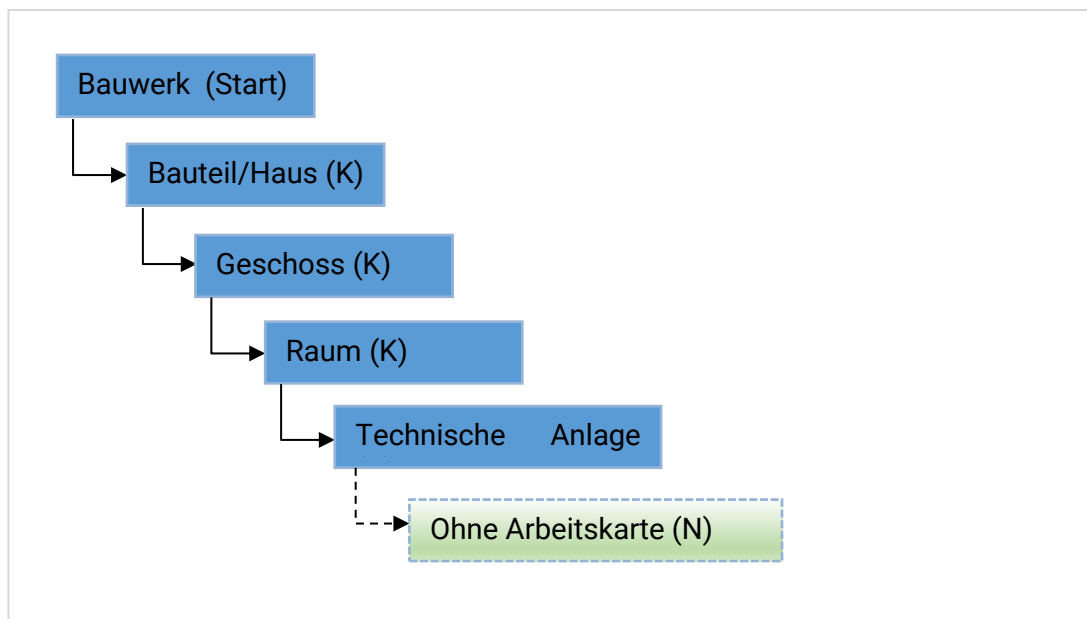 Bauwerk (Start)
Bauteil/Haus (K)
Geschoss (K)
Raum (K)
Technische Anlage
Ohne Arbeitskarte (N)